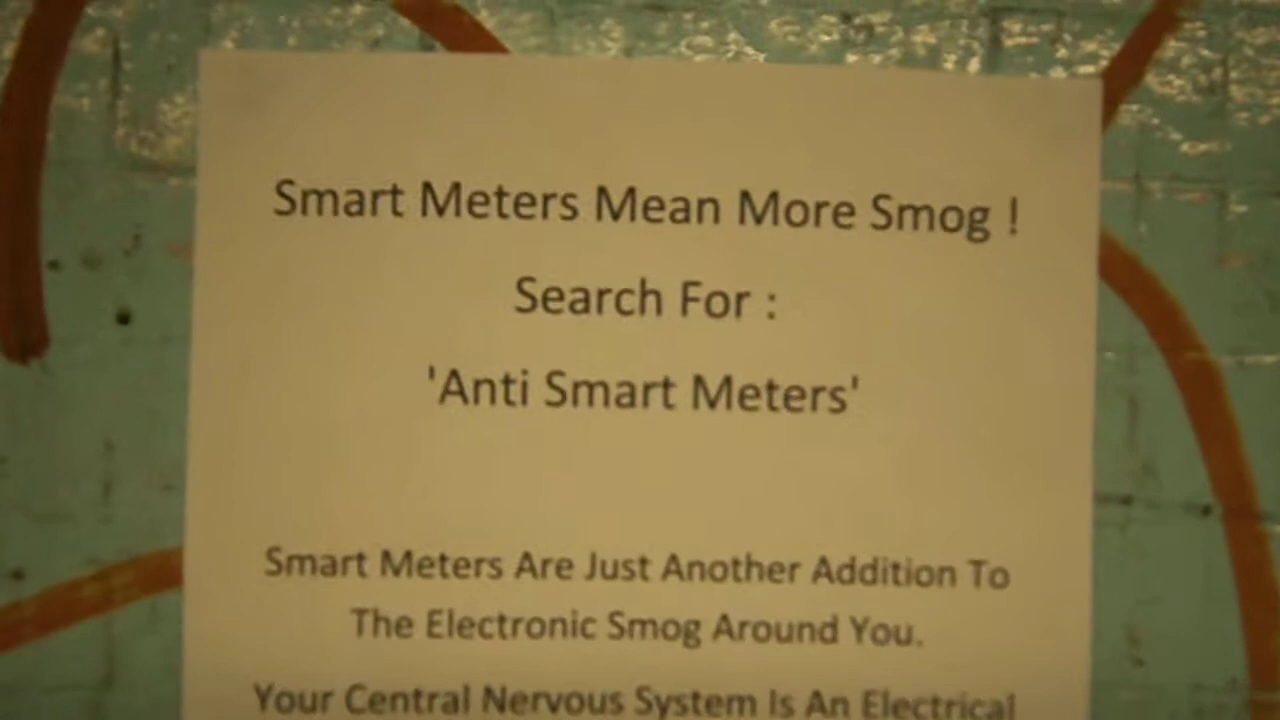 Smart Meters Mean More Smog !
Search For :
'Anti Smart Meters'
Smart Meters Are Just Another Addition To
The Electronic Smog Around You.
Your Central Nervous System Is An Electrical